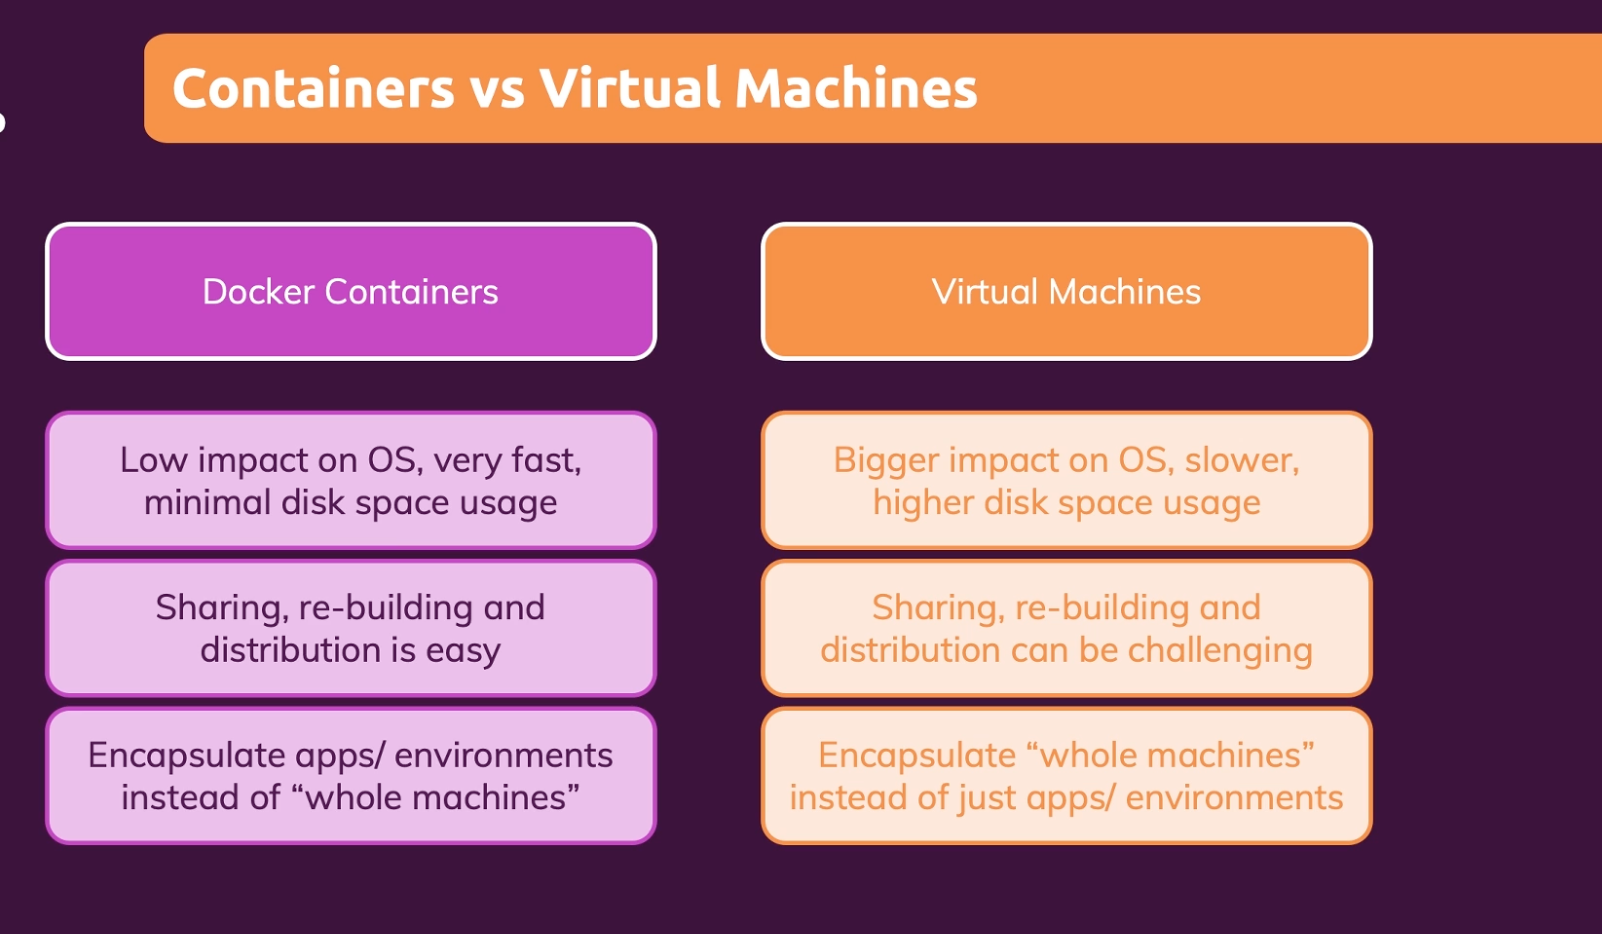 Containers vs Virtual Machines
Docker Containers
Virtual Machines
Low impact on OS, very fast,
minimal disk space usage
Bigger impact on OS, slower,
higher disk space usage
Sharing, re-building and
distribution is easy
Sharing, re-building and
distribution can be challenging
Encapsulate apps/ environments
instead of “whole machines”
Encapsulate “whole machines”
instead of just apps/ environments